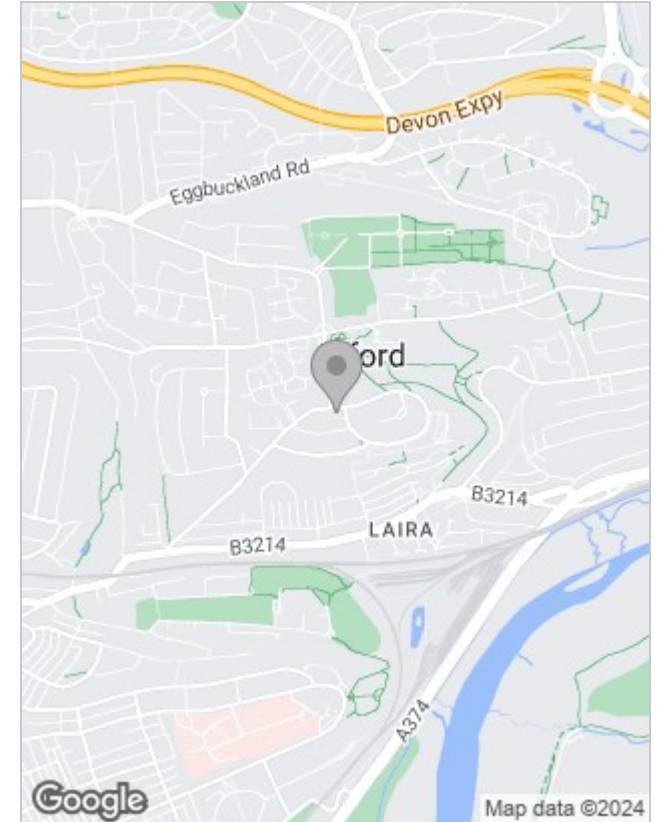 Devon Expy
Eggbuckland Rd
ford
B3214
LAIRA
B3214
A374
Google
Map data ©2024